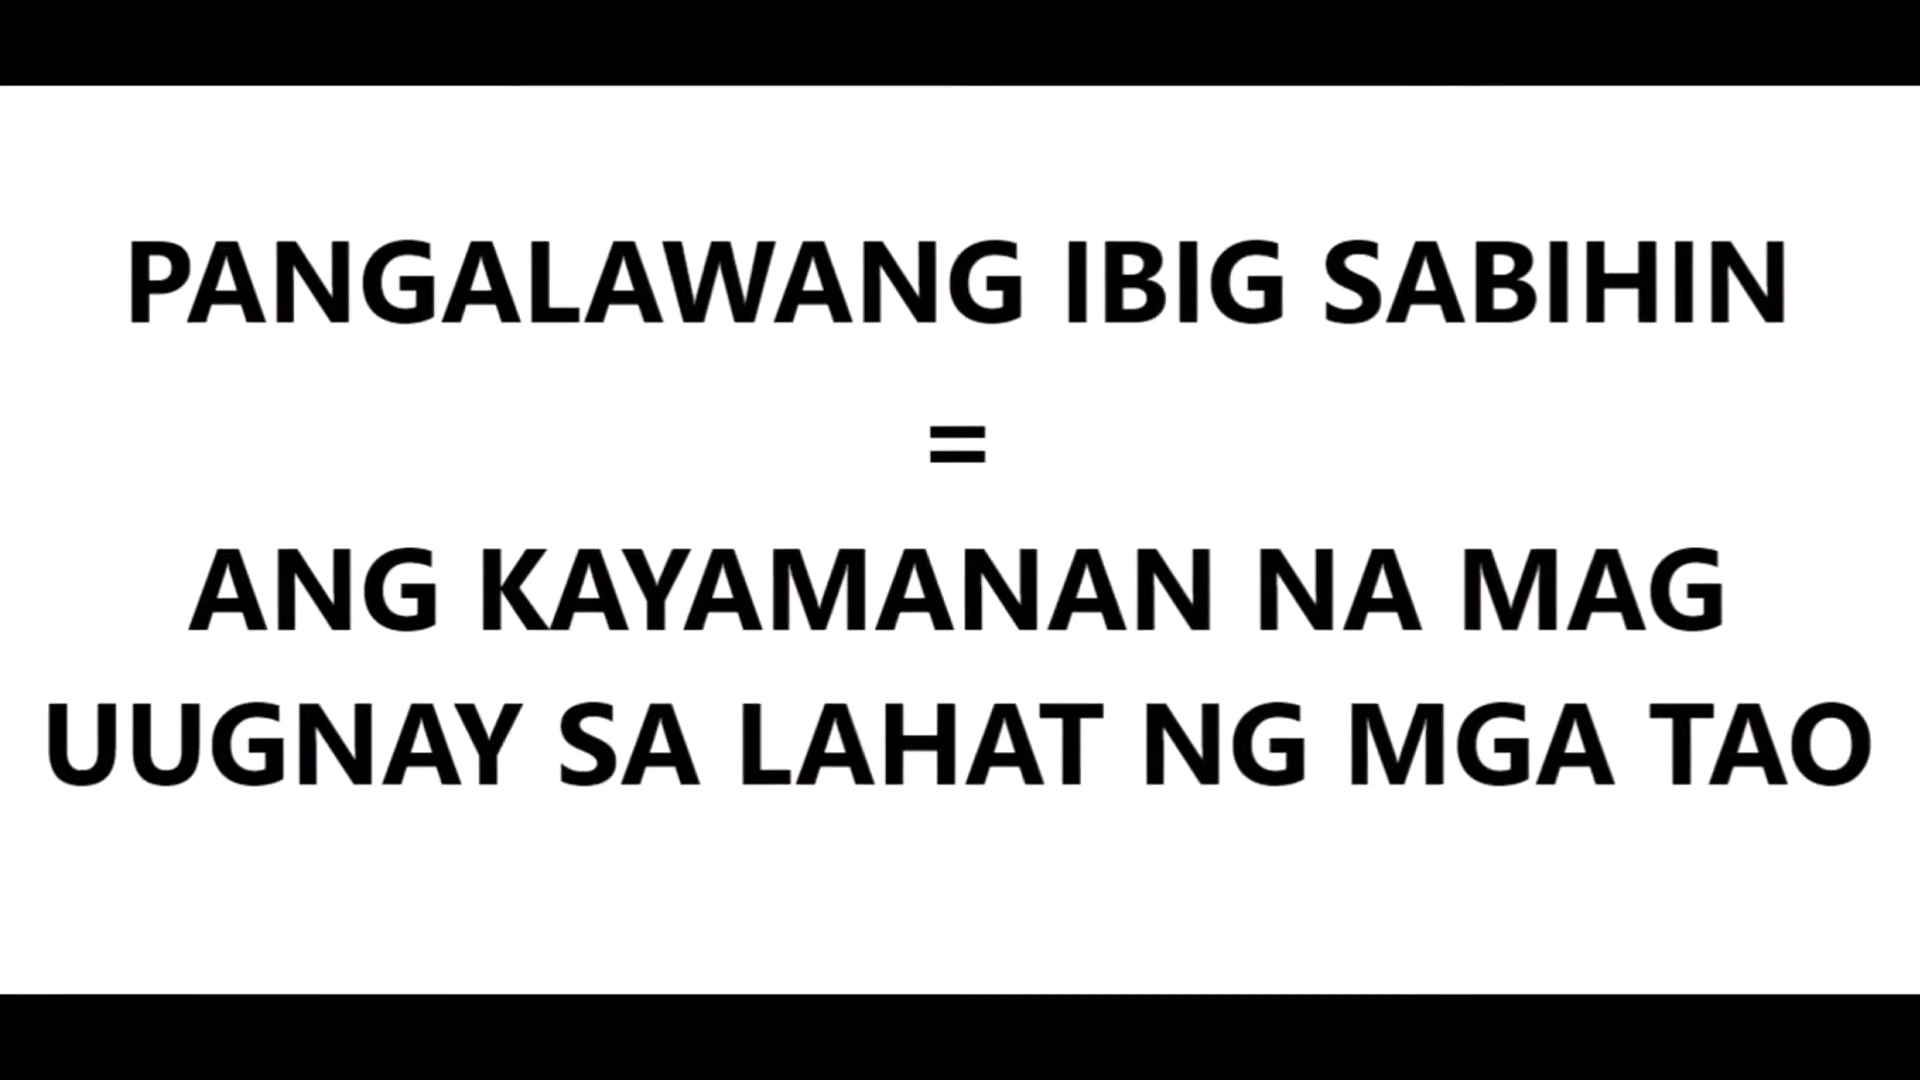 PANGALAWANG IBIG SABIHIN
=
ANG KAYAMANAN NA MAG
UUGNAY SA LAHAT NG MGA TAO